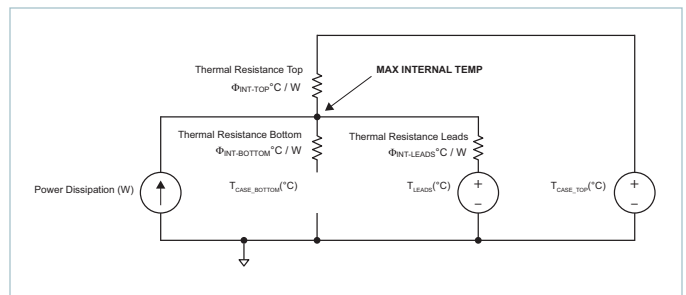 Thermal Resistance Top
MAX INTERNAL TEMP
ΦINT-TOP°C / W
Thermal Resistance Bottom
Thermal Resistance Leads
ΦINT-BOTTOM°C / W
ΦINT-LEADS°C / W
Power Dissipation (W)
TCASE_BOTTOM(°C)
TLEADS(°C)
+
–
TCASE_TOP(°C)
+
–